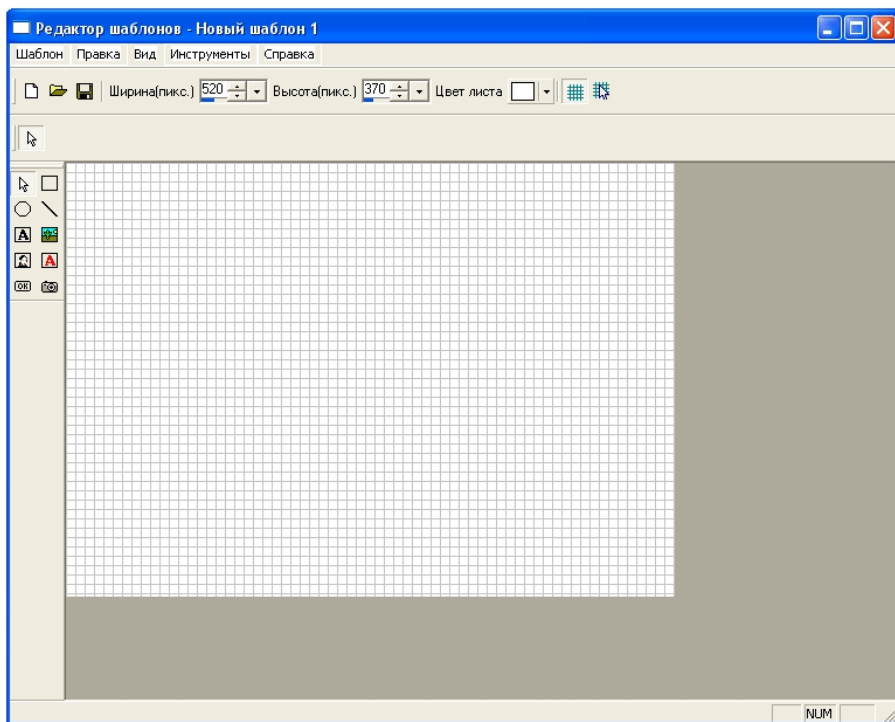 Редактор шаблонов - Новый шаблон 1
Шаблон Правка Вид Инструменты Справка
Ширина(пикс.) 520 Высота(пикс.) 370 Цвет листа
A
A
OK
NUM